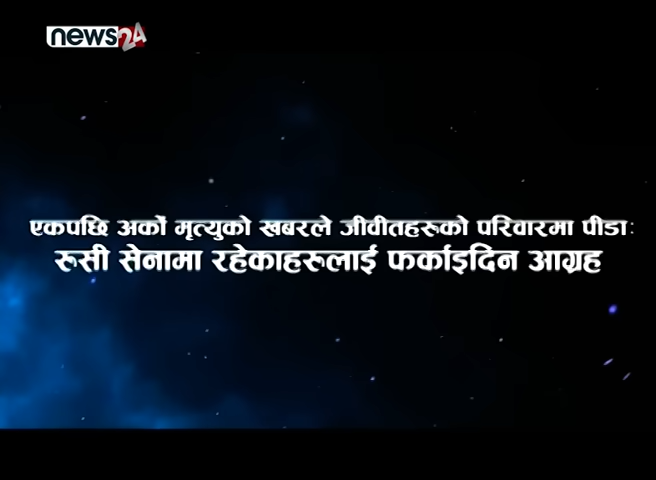 news24
एकपछि अर्को मृत्युको खबरले जीवीतहरुको परिवारमा पीडाः
रुसी सेनामा रहेकाहरुलाई फर्काइदिन आग्रह